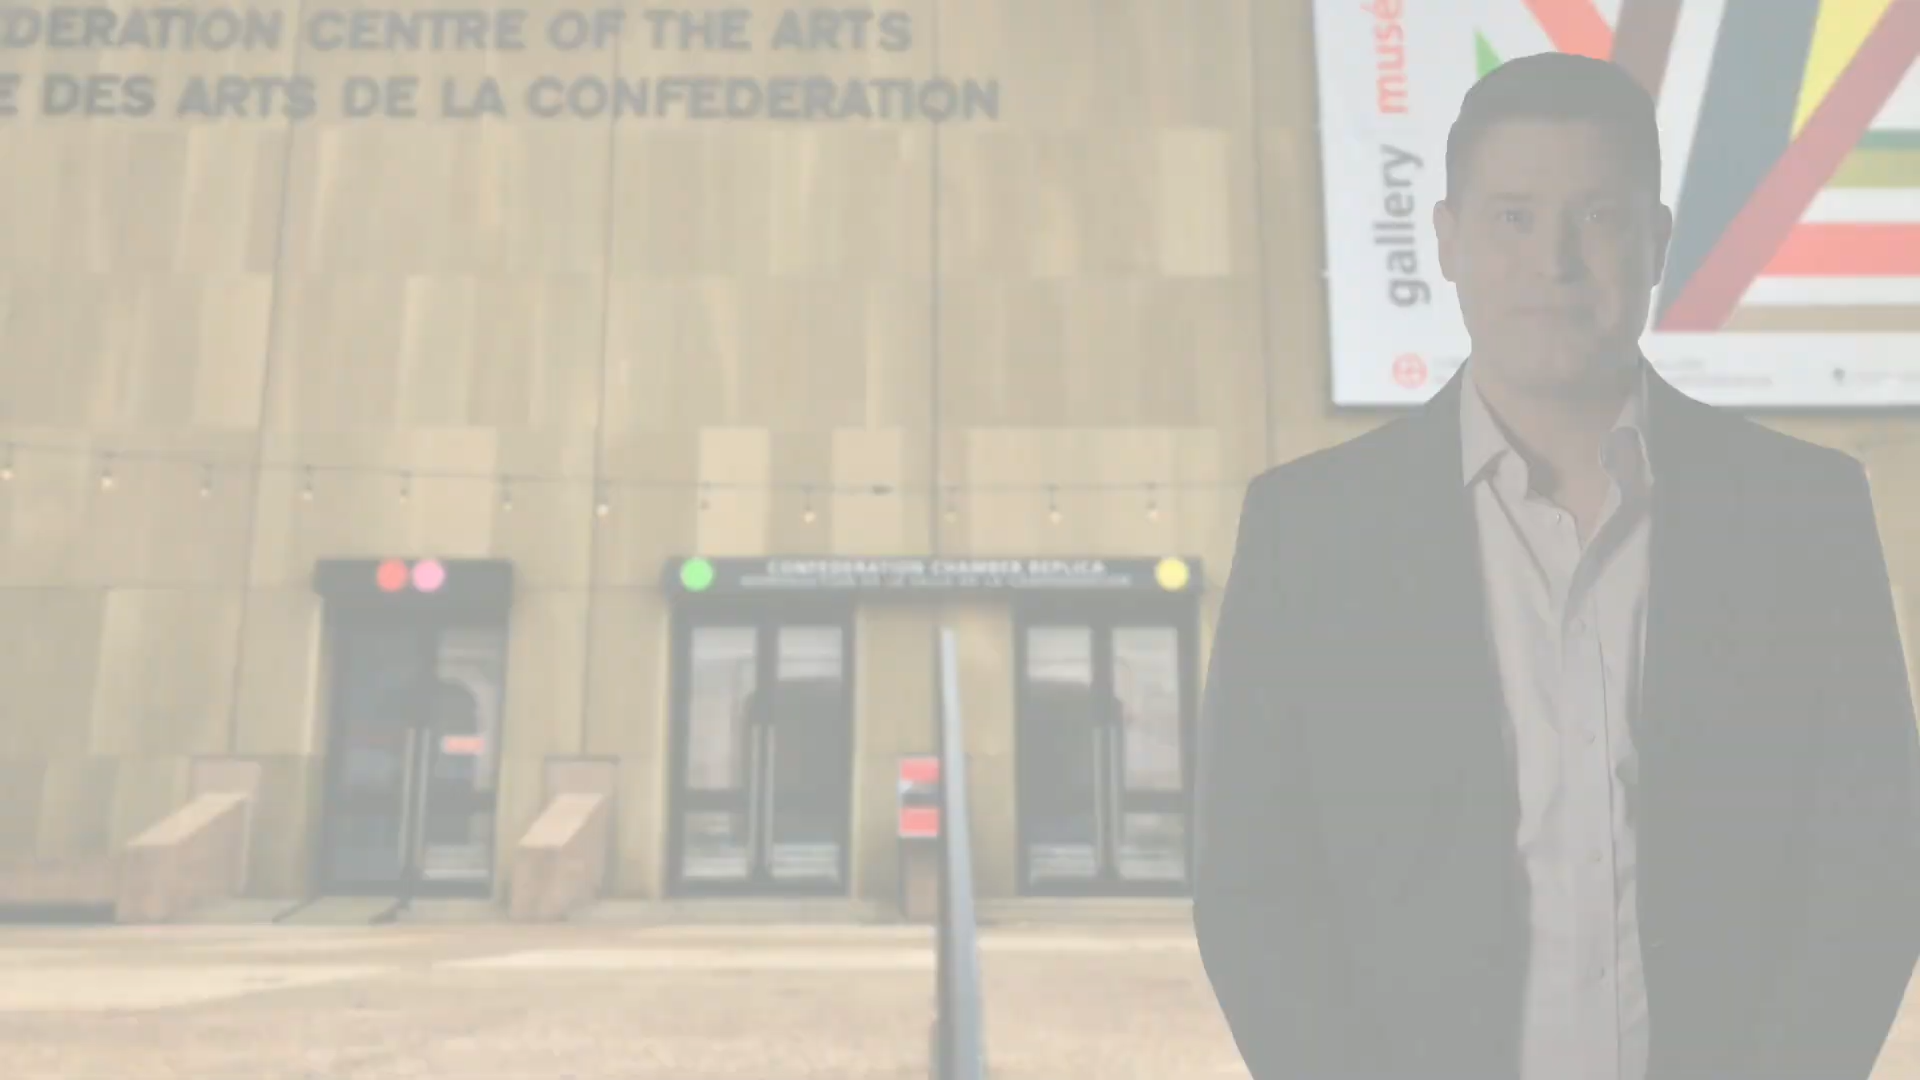 DERATION CENTRE OF THE ARTS
E DES ARTS DE LA CONFEDERATION
gallery musé
CONFEDERATION CHAMBER REPLICA